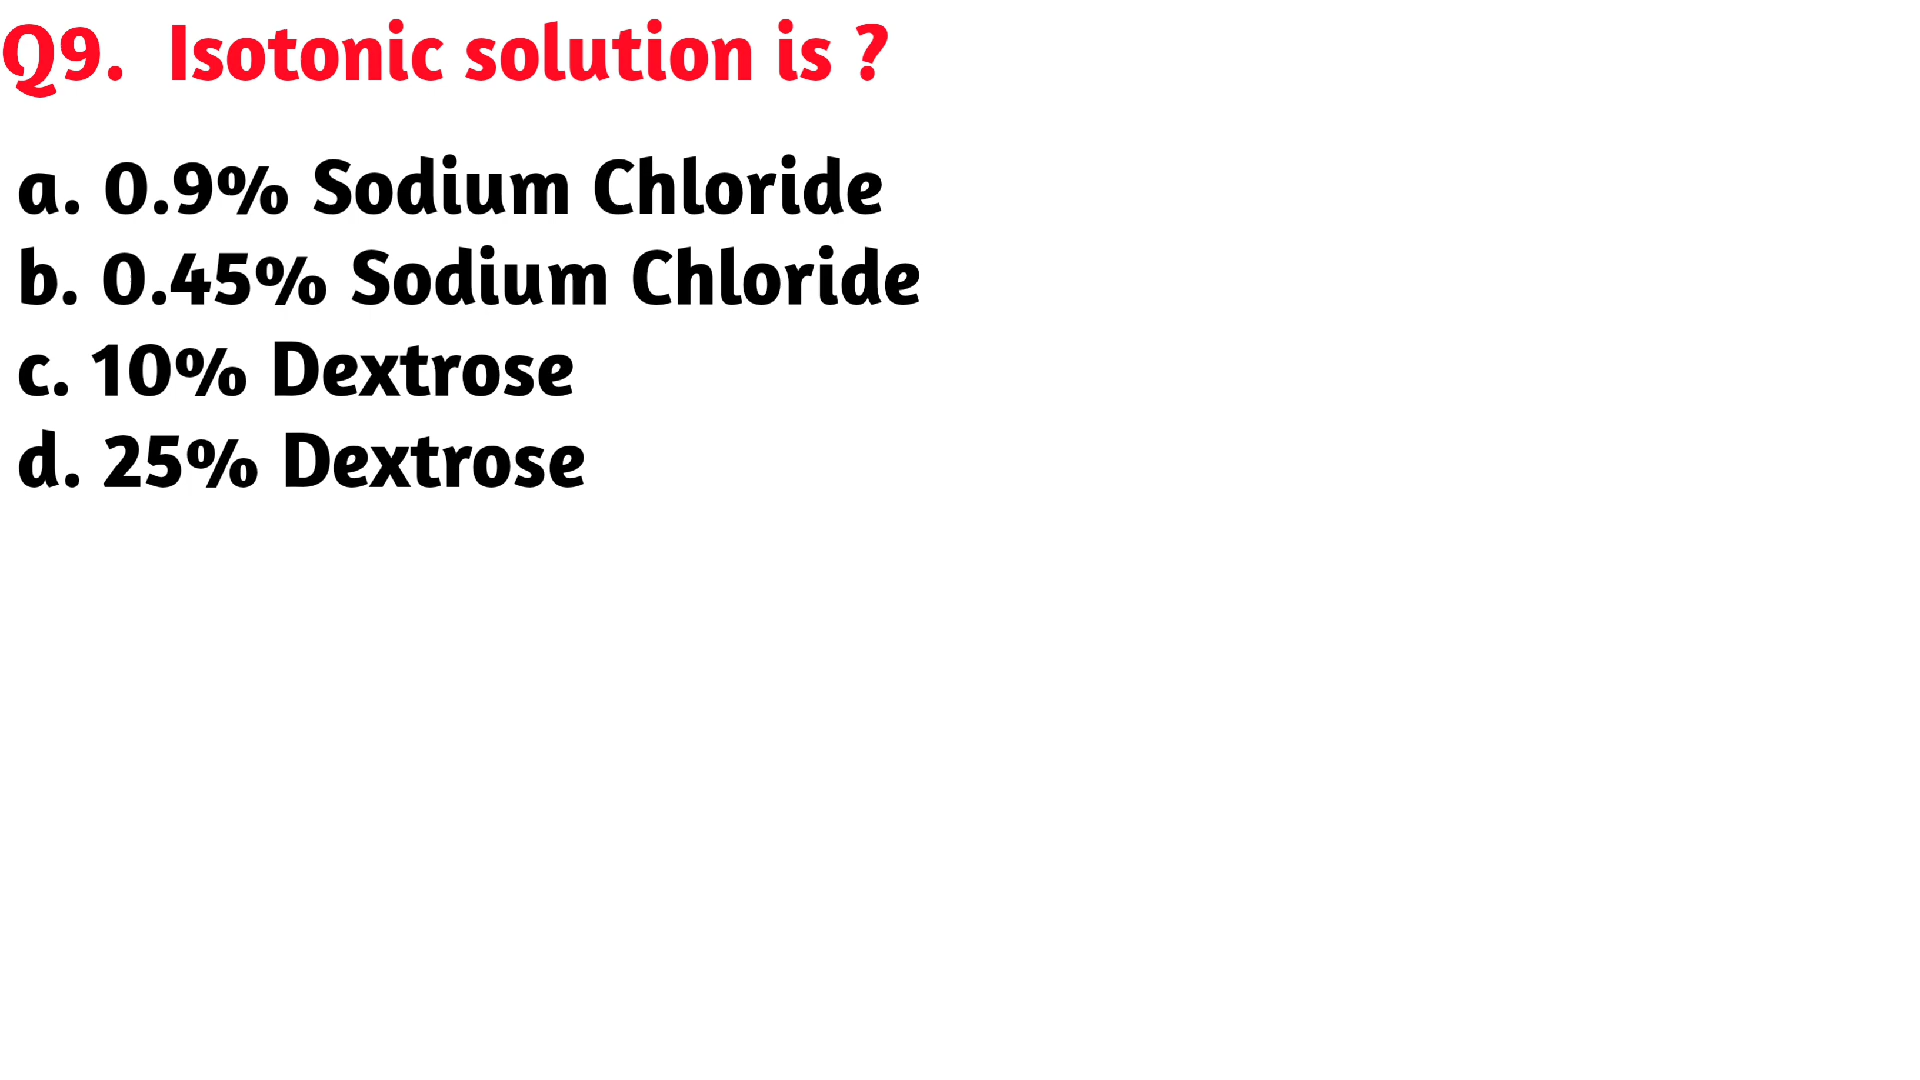 Q9. Isotonic solution is ?
a. 0.9% Sodium Chloride
b. 0.45% Sodium Chloride
c. 10% Dextrose
d. 25% Dextrose